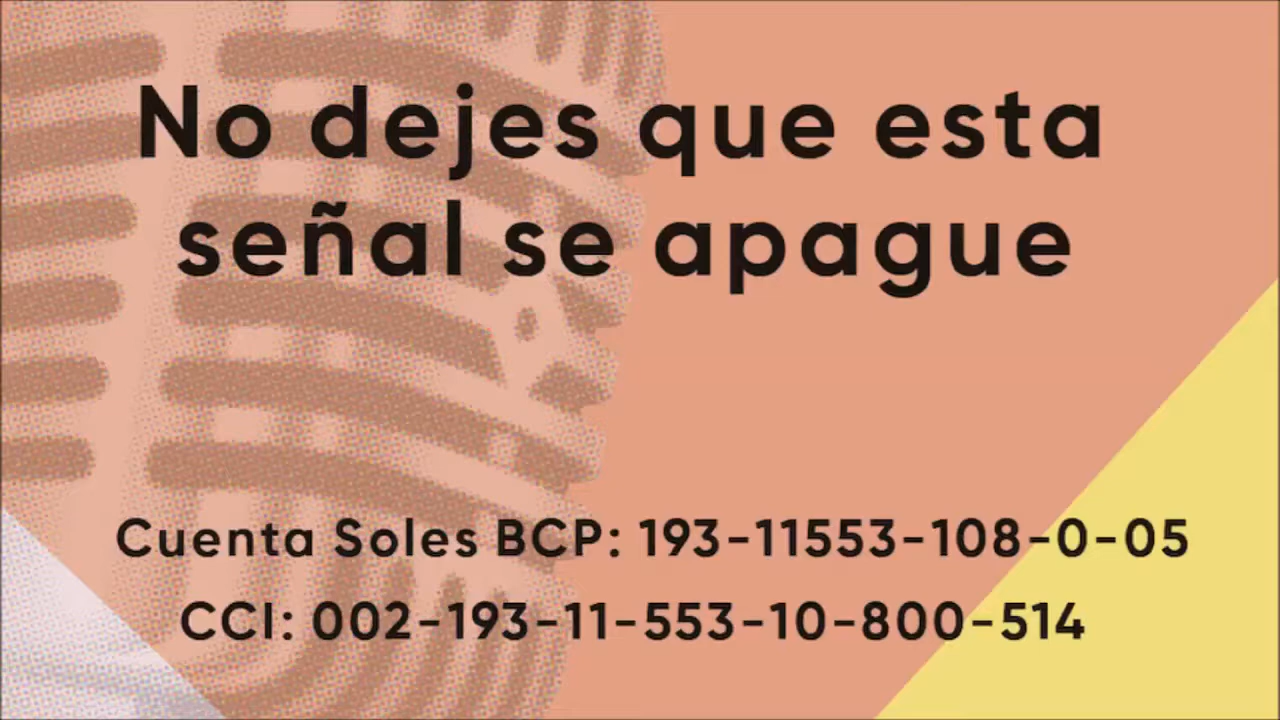 No dejes que esta
señal se apague
Cuenta Soles BCP: 193-11553-108-0-05
CCI: 002-193-11-553-10-800-514